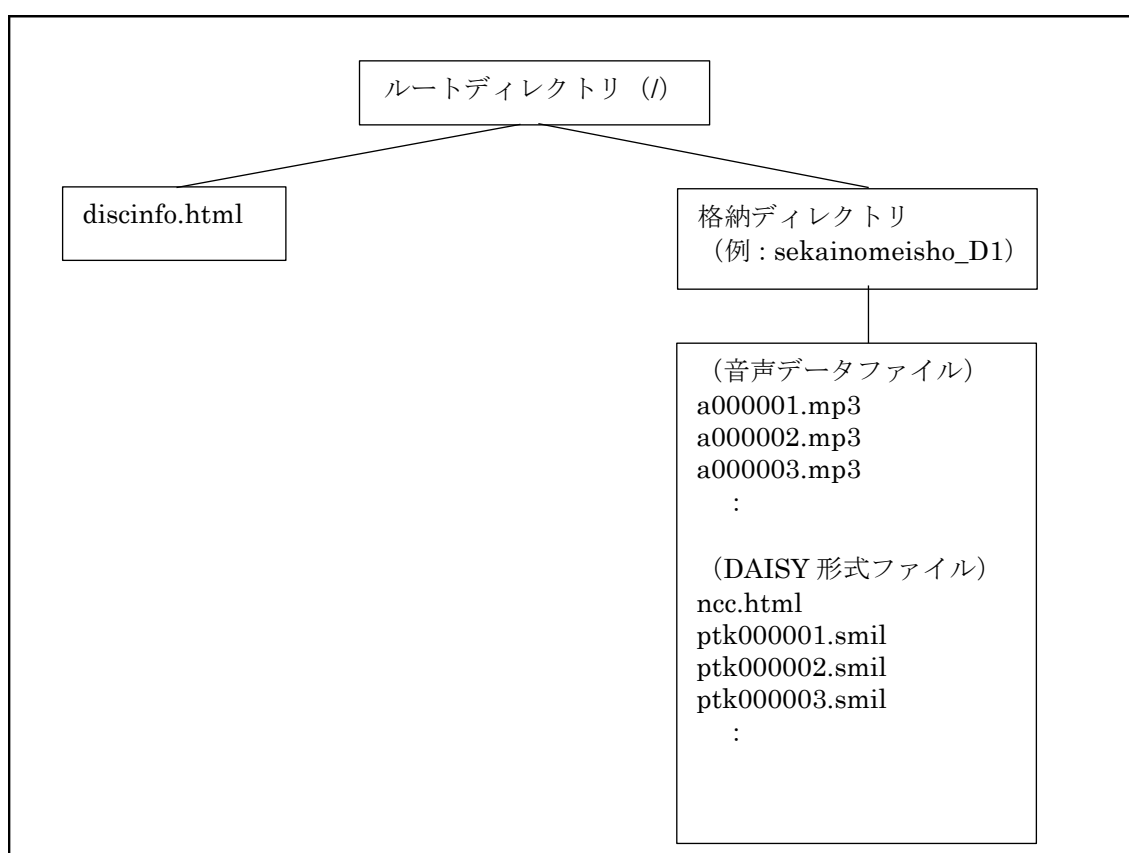 ルートディレクトリ（/）
discinfo.html
格納ディレクトリ
（例：sekainomeisho_D1）
（音声データファイル）
a000001.mp3
a000002.mp3
a000003.mp3
：
（DAISY 形式ファイル）
ncc.html
ptk000001.smil
ptk000002.smil
ptk000003.smil
：